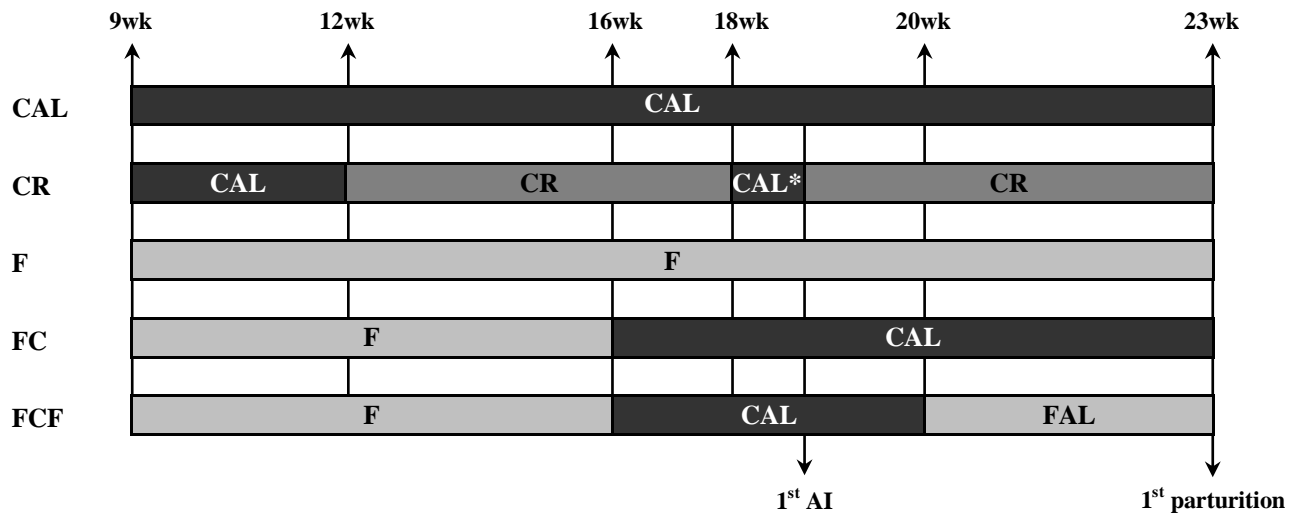 9wk 12wk 16wk 18wk 20wk 23wk
CAL CAL
CR CAL CR CAL* CR
F F
FC F CAL
FCF F CAL FAL
1st AI 1st parturition